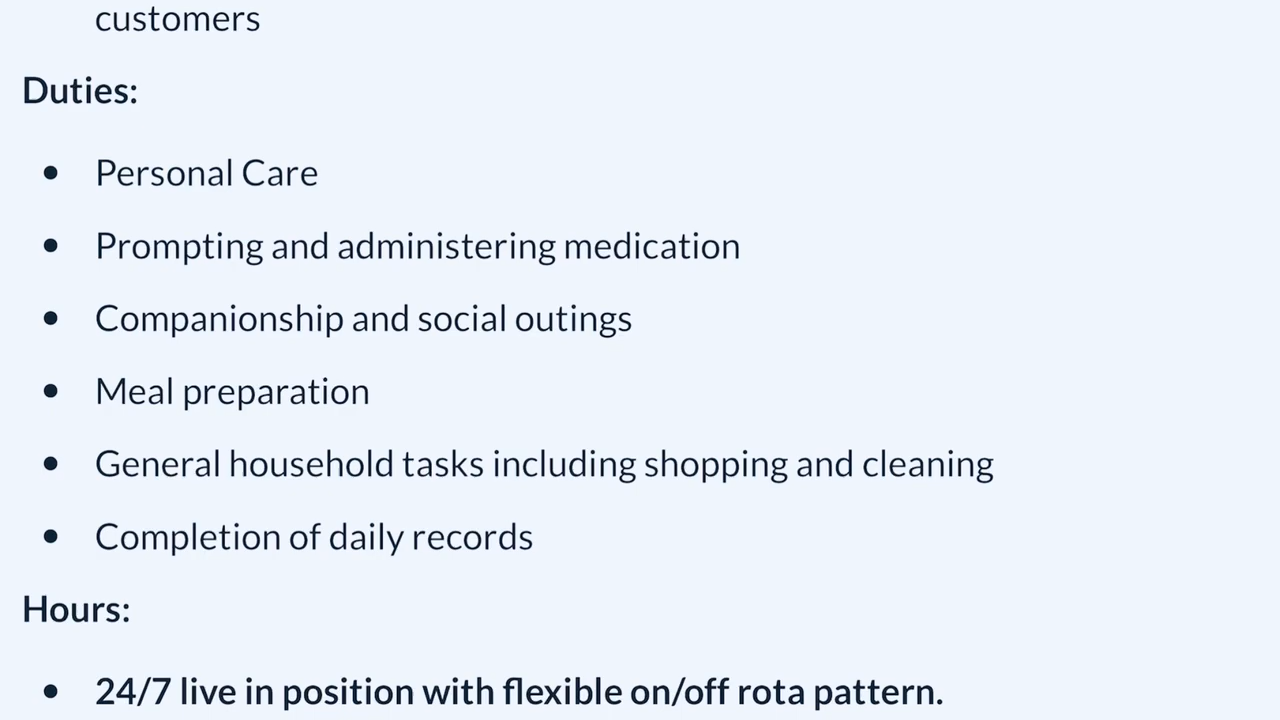 customers
Duties:
• Personal Care
• Prompting and administering medication
• Companionship and social outings
• Meal preparation
• General household tasks including shopping and cleaning
• Completion of daily records
Hours:
• 24/7 live in position with flexible on/off rota pattern.